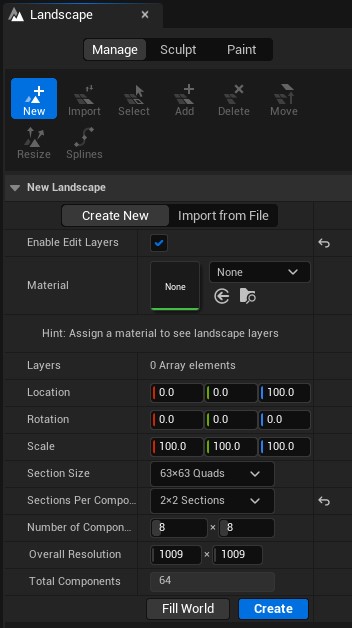 Landscape ×
Manage Sculpt Paint
New Import Select Add Delete Move
Resize Splines
New Landscape
Create New Import from File
Enable Edit Layers
Material None None
Hint: Assign a material to see landscape layers
Layers 0 Array elements
Location 0.0 0.0 100.0
Rotation 0.0 0.0 0.0
Scale 100.0 100.0 100.0
Section Size 63×63 Quads
Sections Per Compo... 2×2 Sections
Number of Compon... 8 × 8
Overall Resolution 1009 × 1009
Total Components 64
Fill World Create